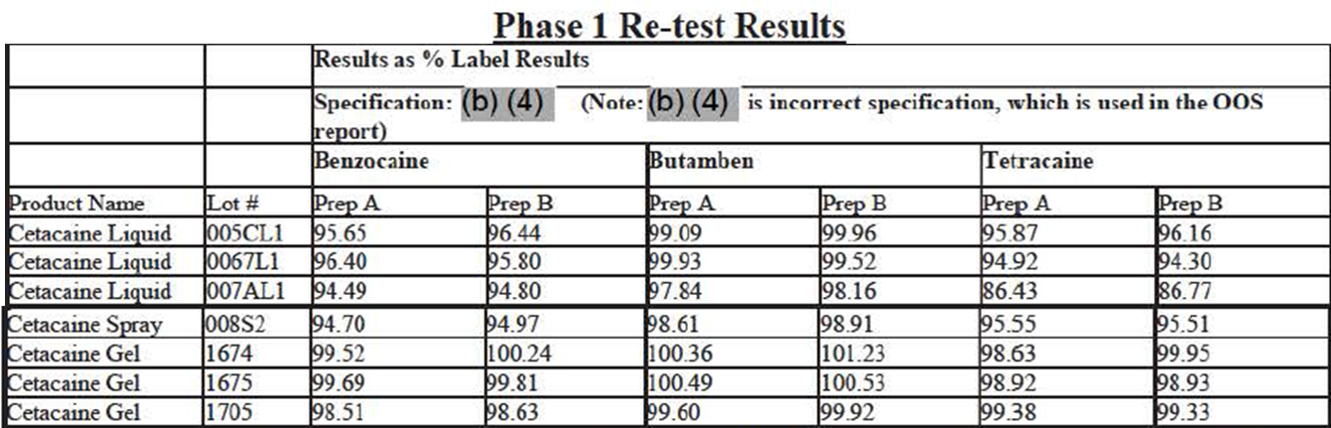 Phase 1 Re-test Results
Results as % Label Results
Specification: (b) (4) (Note: (b) (4) is incorrect specification, which is used in the OOS
report)
Benzocaine Butamben Tetracaine
Product Name Lot # Prep A Prep B Prep A Prep B Prep A Prep B
Cetacaine Liquid 005CL1 95.65 96.44 99.09 99.96 95.87 96.16
Cetacaine Liquid 0067L1 96.40 95.80 99.93 99.52 94.92 94.30
Cetacaine Liquid 007AL1 94.49 94.80 97.84 98.16 86.43 86.77
Cetacaine Spray 008S2 94.70 94.97 98.61 98.91 95.55 95.51
Cetacaine Gel 1674 99.52 100.24 100.36 101.23 98.63 99.95
Cetacaine Gel 1675 99.69 99.81 100.49 100.53 98.92 98.93
Cetacaine Gel 1705 98.51 98.63 99.60 99.92 99.38 99.33